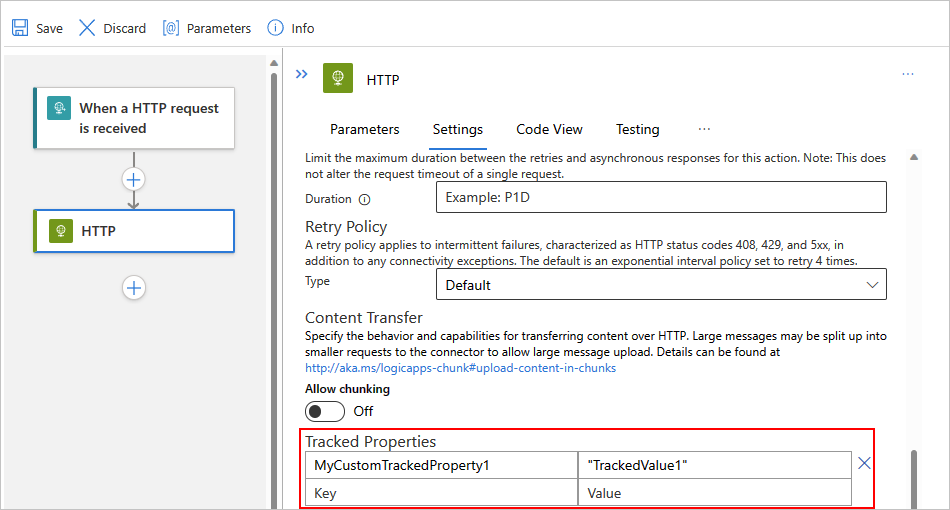 Save Discard Parameters Info
When a HTTP request
is received
HTTP
HTTP
Parameters Settings Code View Testing ...
Limit the maximum duration between the retries and asynchronous responses for this action. Note: This does
not alter the request timeout of a single request.
Duration Example: P1D
Retry Policy
A retry policy applies to intermittent failures, characterized as HTTP status codes 408, 429, and 5xx, in
addition to any connectivity exceptions. The default is an exponential interval policy set to retry 4 times.
Type Default
Content Transfer
Specify the behavior and capabilities for transferring content over HTTP. Large messages may be split up into
smaller requests to the connector to allow large message upload. Details can be found at
http://aka.ms/logicapps-chunk#upload-content-in-chunks
Allow chunking
Off
Tracked Properties
MyCustomTrackedProperty1 "TrackedValue1"
Key Value